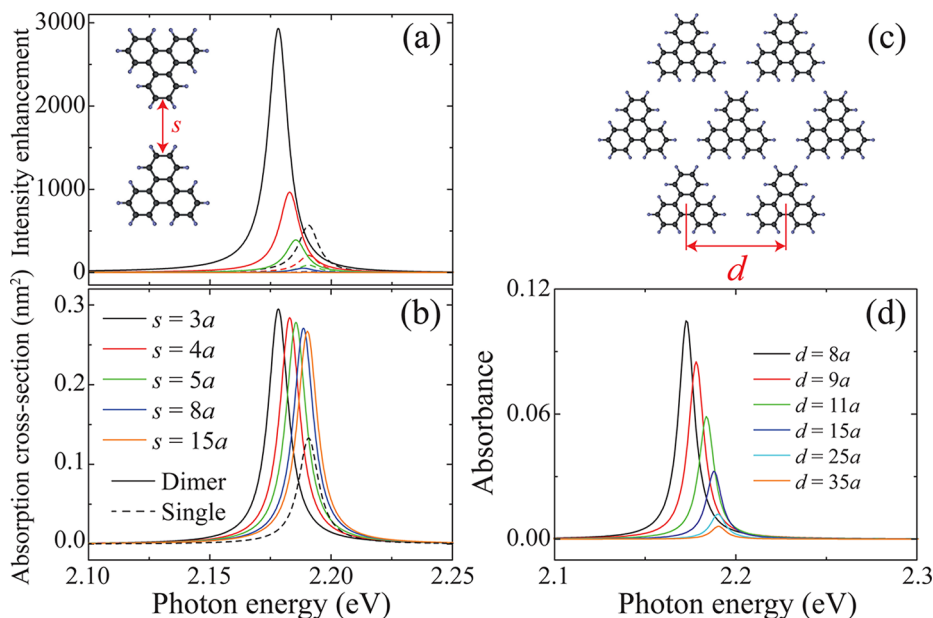 (a)
Intensity enhancement
3000
2000
1000
0
s
(b)
Absorption cross-section (nm²)
0.3
0.2
0.1
0.0
s = 3a
s = 4a
s = 5a
s = 8a
s = 15a
Dimer
Single
2.10 2.15 2.20 2.25
Photon energy (eV)
(c)
d
(d)
Absorbance
0.12
0.06
0.00
d = 8a
d = 9a
d = 11a
d = 15a
d = 25a
d = 35a
2.1 2.2 2.3
Photon energy (eV)